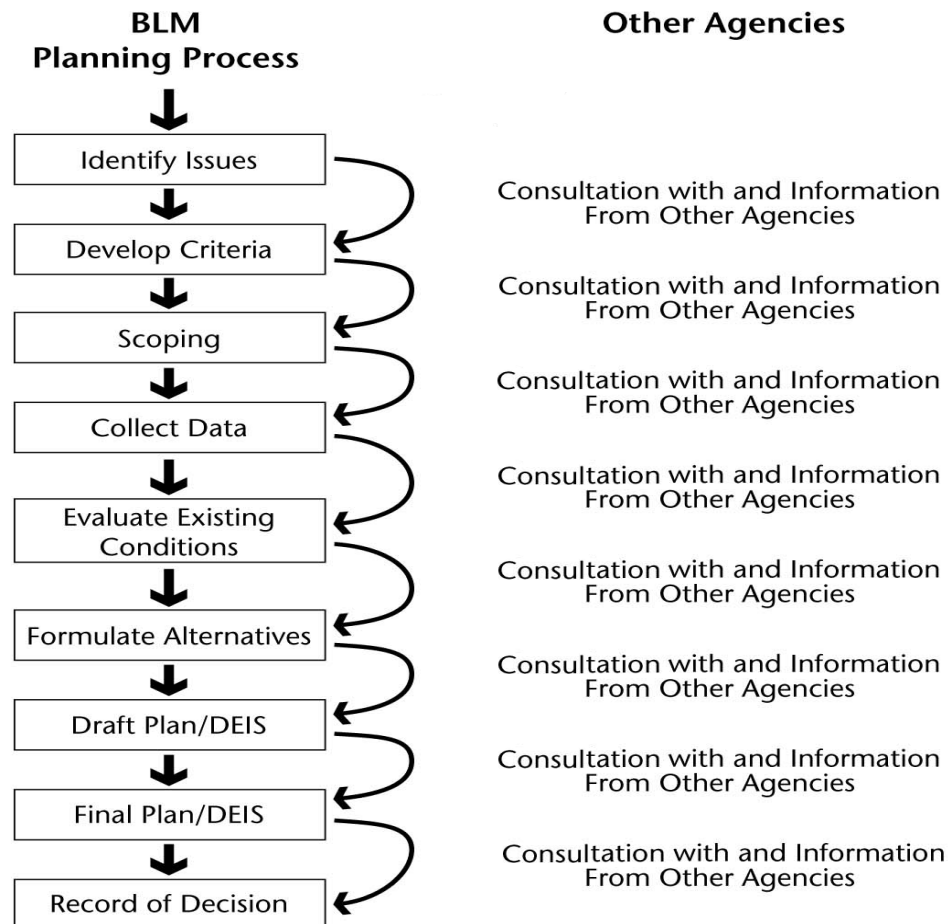 BLM
Planning Process
Other Agencies
Identify Issues
Consultation with and Information
From Other Agencies
Develop Criteria
Consultation with and Information
From Other Agencies
Scoping
Consultation with and Information
From Other Agencies
Collect Data
Consultation with and Information
From Other Agencies
Evaluate Existing
Conditions
Consultation with and Information
From Other Agencies
Formulate Alternatives
Consultation with and Information
From Other Agencies
Draft Plan/DEIS
Consultation with and Information
From Other Agencies
Final Plan/DEIS
Consultation with and Information
From Other Agencies
Record of Decision